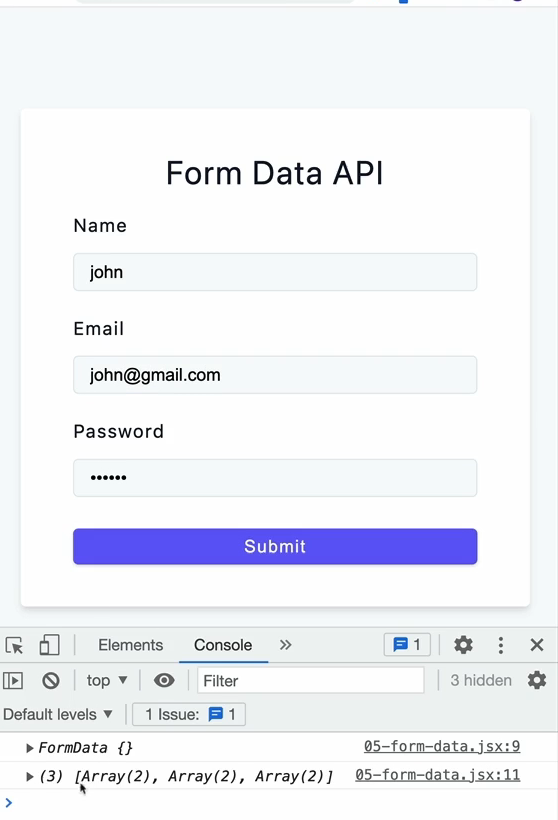 Form Data API
Name
john
Email
john@gmail.com
Password
••••••
Submit
Elements Console 1
top Filter 3 hidden
Default levels 1 Issue: 1
FormData {} 05-form-data.jsx:9
(3) [Array(2), Array(2), Array(2)] 05-form-data.jsx:11